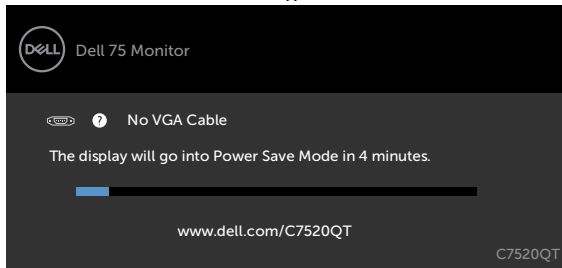 DELL
Dell 75 Monitor
? No VGA Cable
The display will go into Power Save Mode in 4 minutes.
www.dell.com/C7520QT
C7520QT